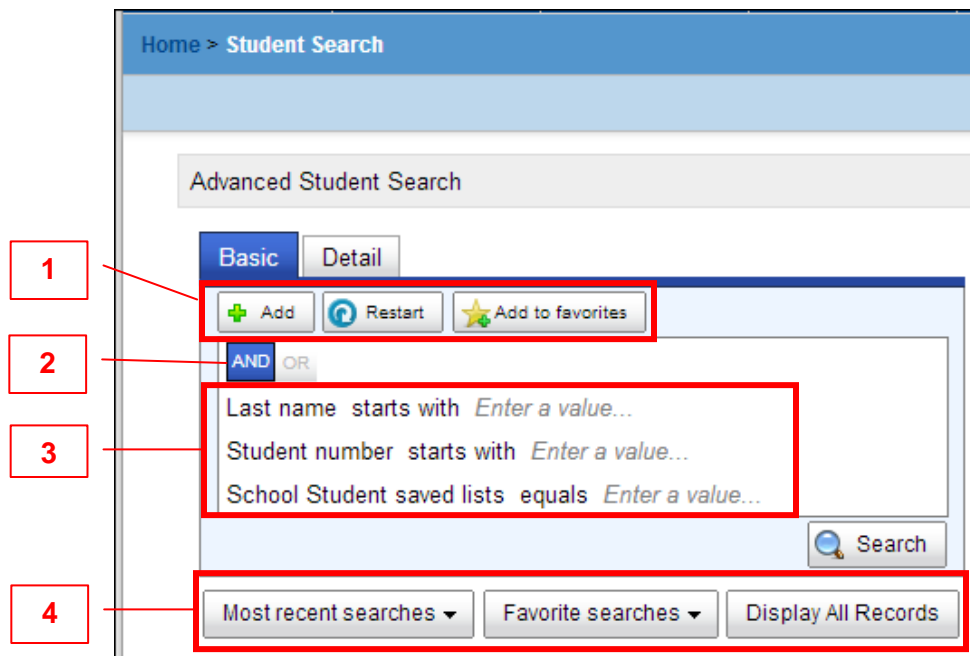 Home > Student Search
Advanced Student Search
Basic Detail
1
Add Restart Add to favorites
2
AND OR
Last name starts with Enter a value...
3
Student number starts with Enter a value...
School Student saved lists equals Enter a value...
Search
4
Most recent searches Favorite searches Display All Records